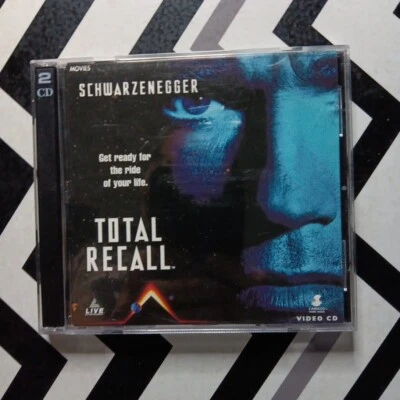 2
CD
MOVIES
SCHWARZENEGGER
Get ready for
the ride
of your life.
TOTAL
RECALL
LIVE
VIDEO CD